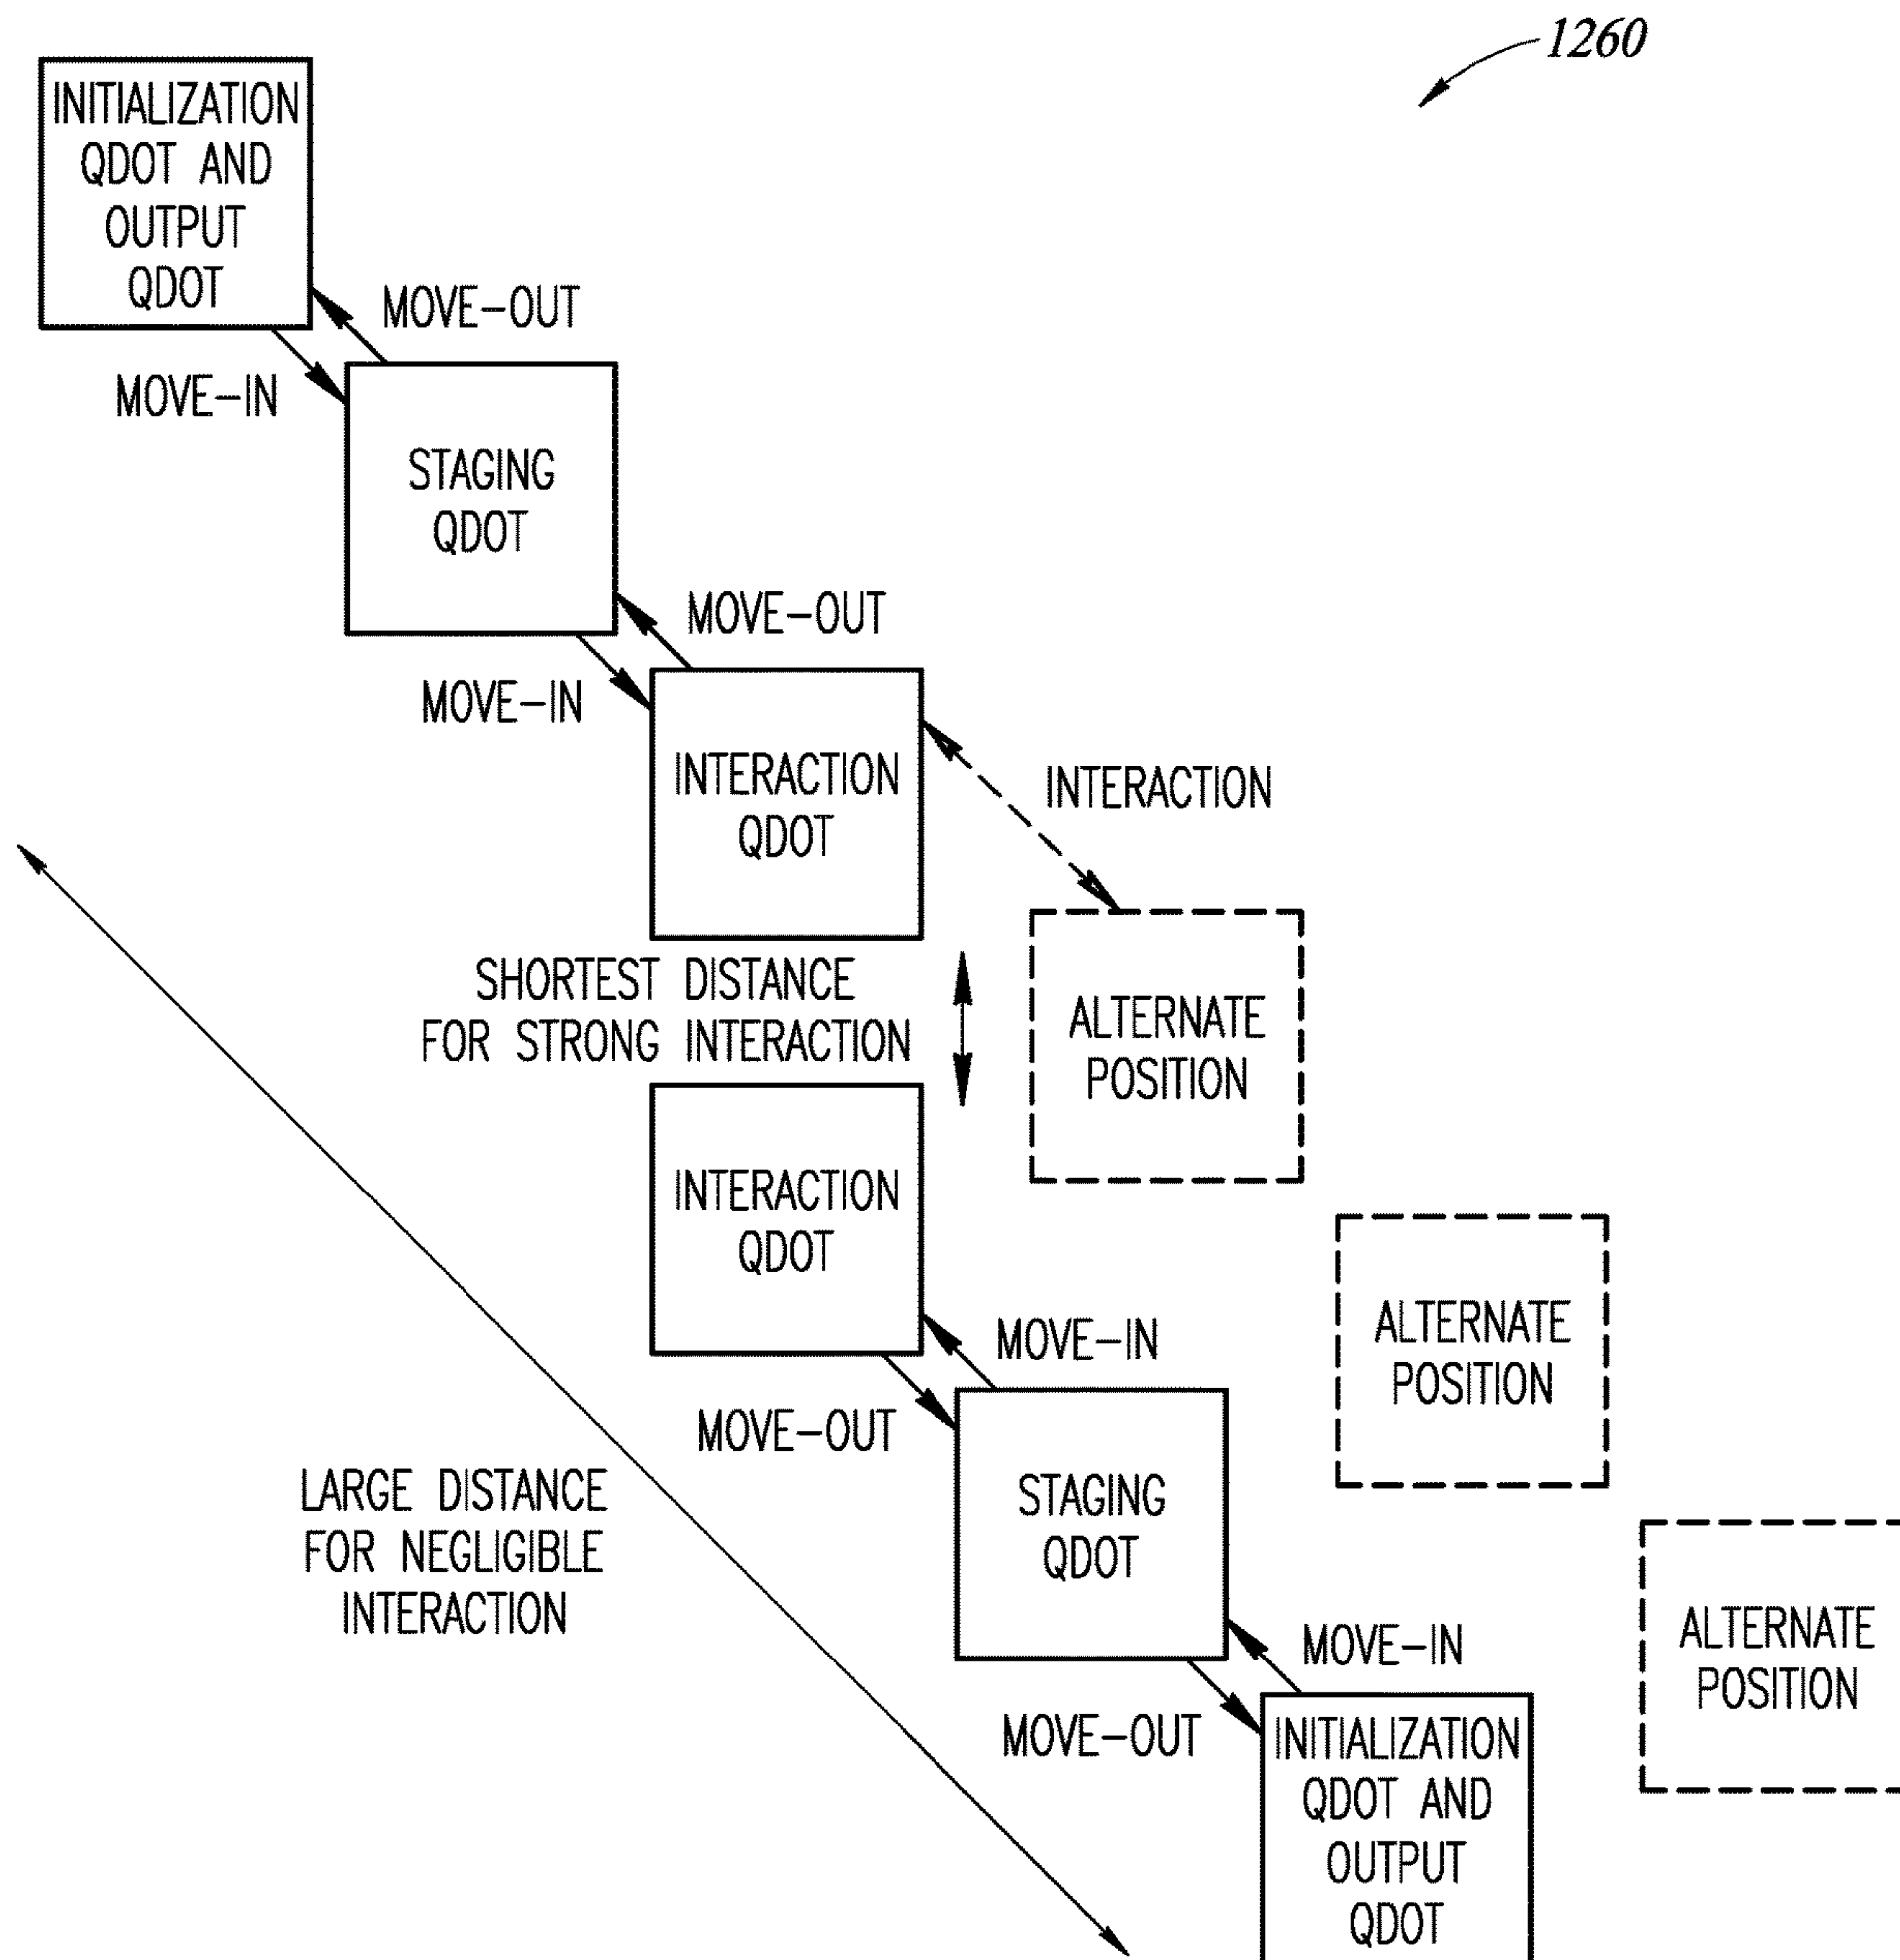 1260
INITIALIZATION
QDOT AND
OUTPUT
QDOT
MOVE-OUT
MOVE-IN
STAGING
QDOT
MOVE-OUT
MOVE-IN
INTERACTION
QDOT
INTERACTION
SHORTEST DISTANCE
FOR STRONG INTERACTION
ALTERNATE
POSITION
INTERACTION
QDOT
MOVE-IN
MOVE-OUT
ALTERNATE
POSITION
LARGE DISTANCE
FOR NEGLIGIBLE
INTERACTION
STAGING
QDOT
MOVE-IN
MOVE-OUT
ALTERNATE
POSITION
INITIALIZATION
QDOT AND
OUTPUT
QDOT